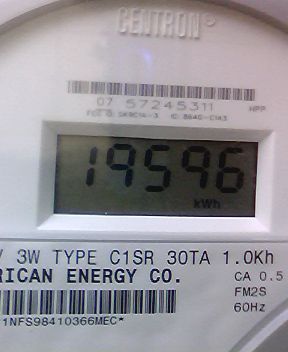 CENTRON®
07 57245311 HPP
19596
kWh
3W TYPE C1SR 30TA 1.0Kh
RICAN ENERGY CO. CA 0.5
FM2S
60Hz
1NFS98410366MEC*